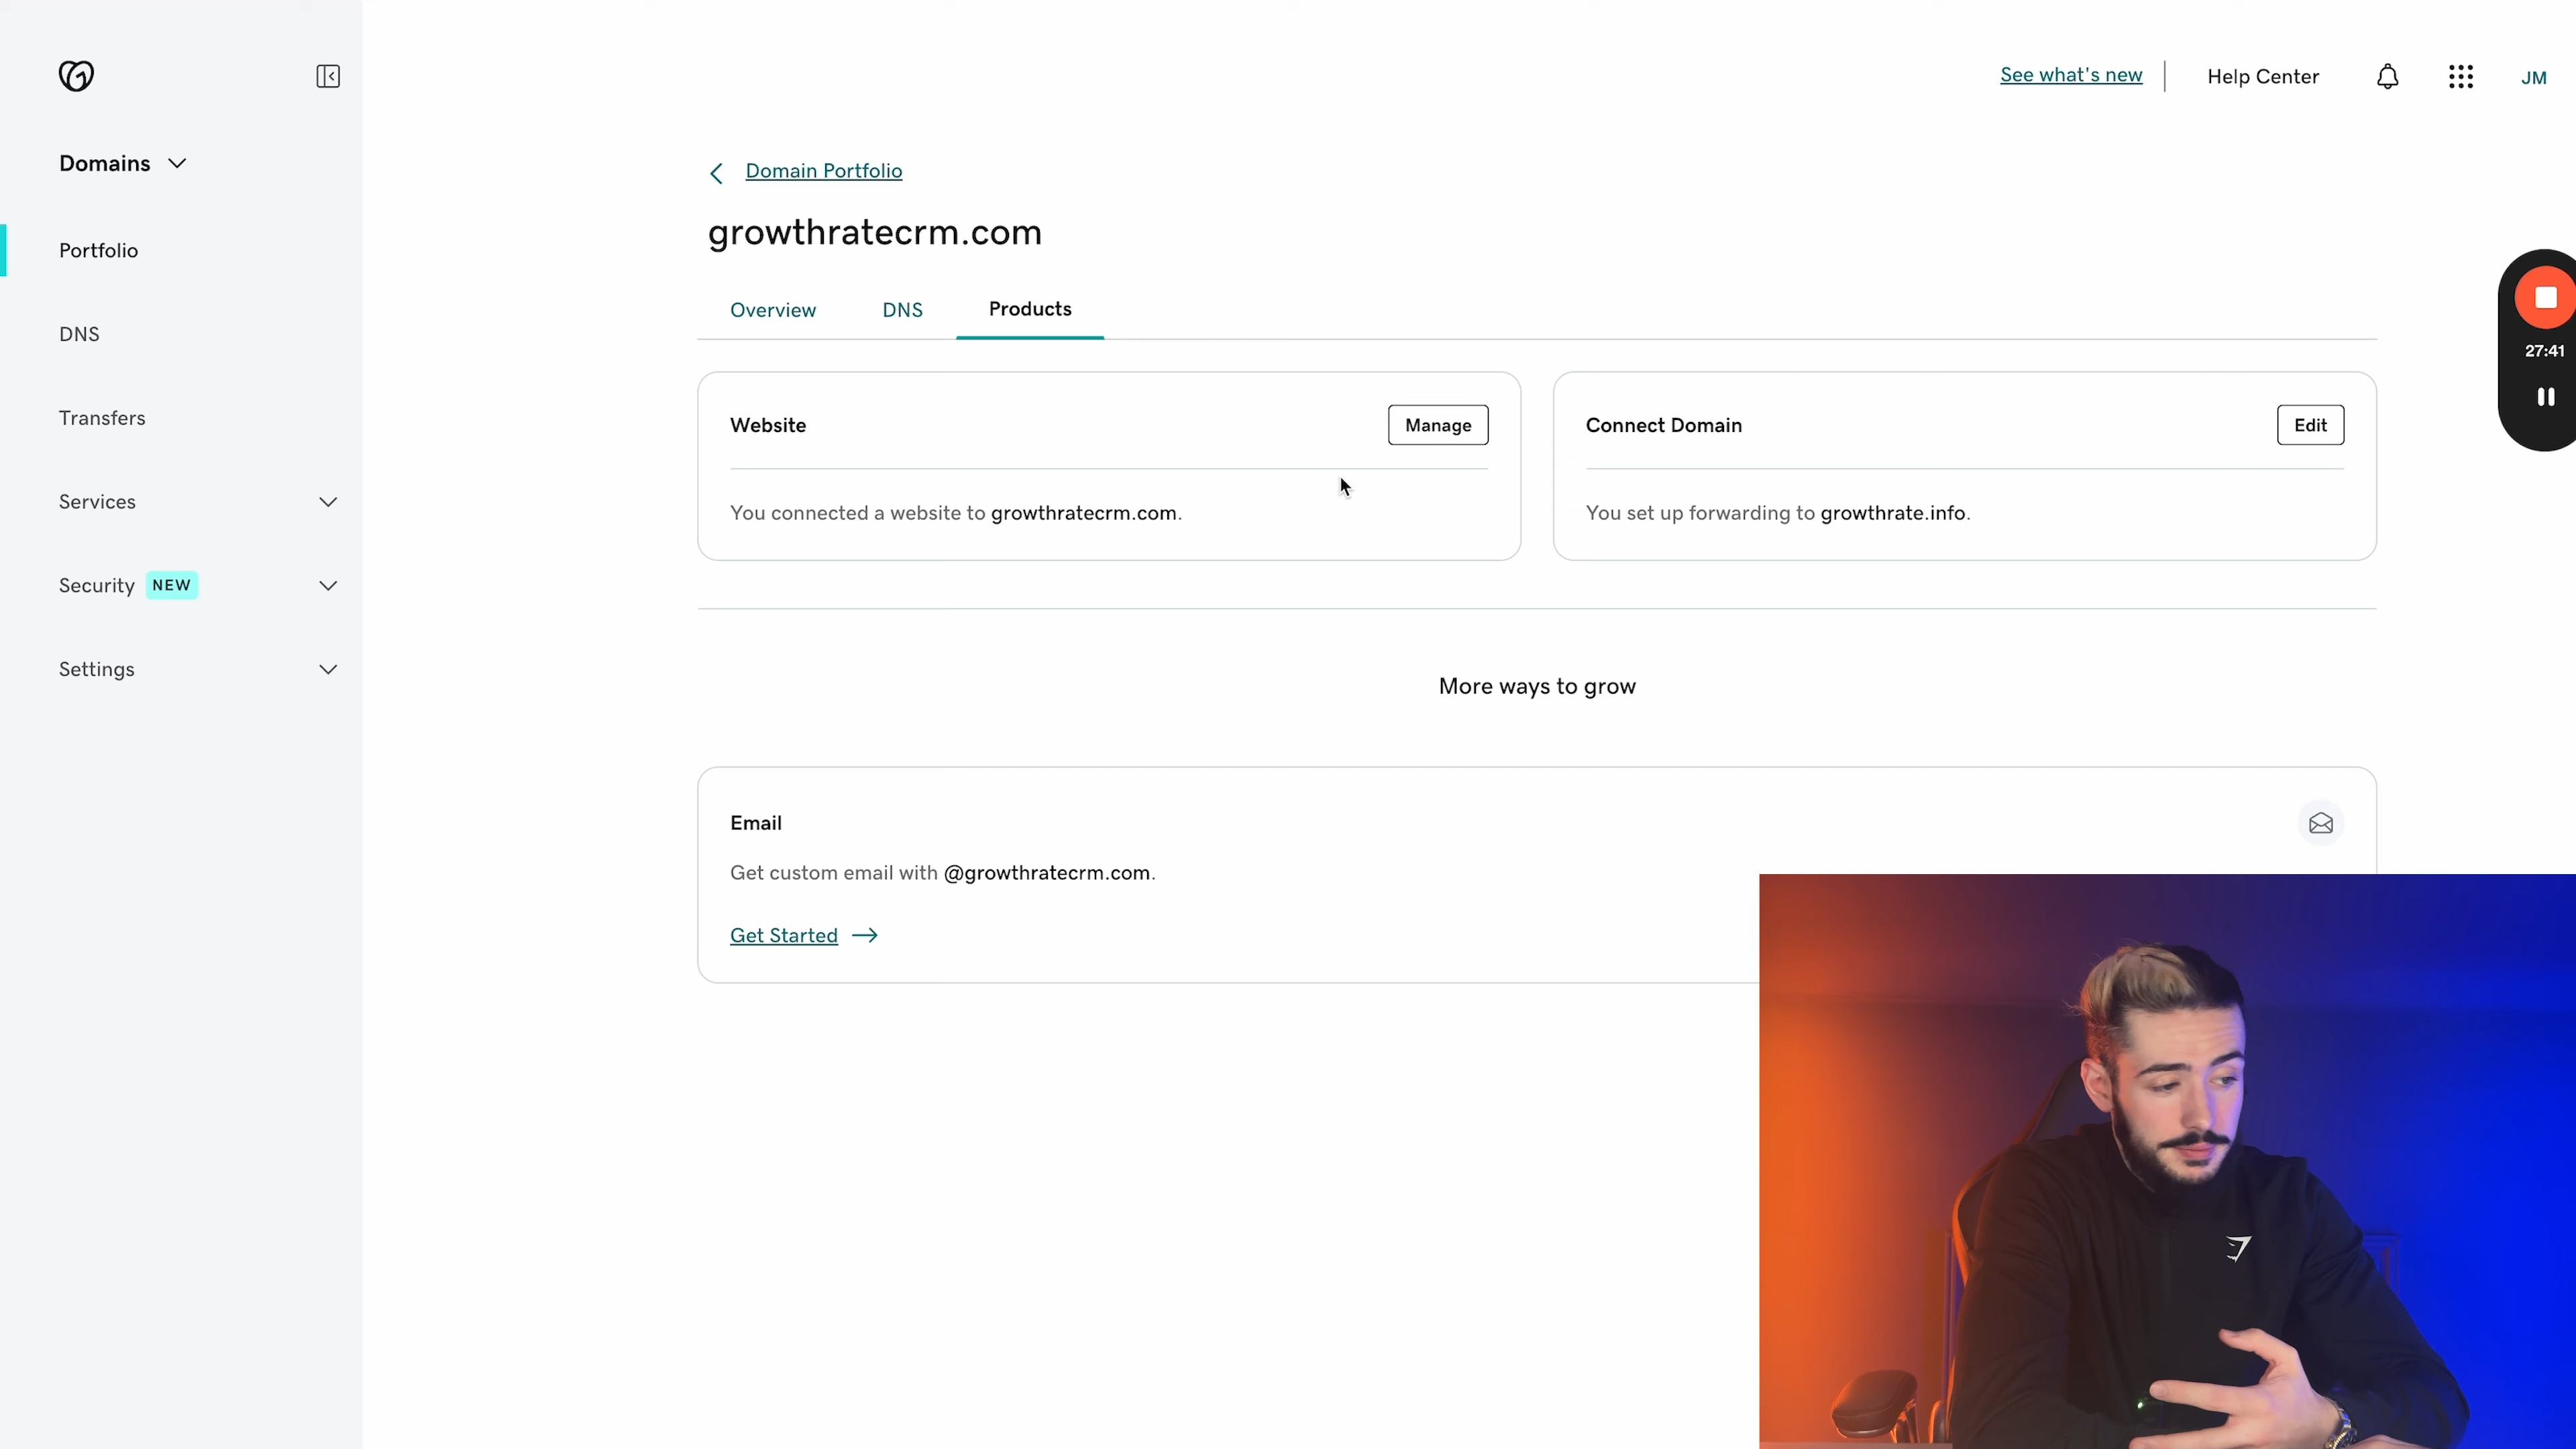 See what's new
Help Center
JM
Domains
Portfolio
DNS
Transfers
Services
Security NEW
Settings
Domain Portfolio
growthratecrm.com
Overview
DNS
Products
Website
Manage
You connected a website to growthratecrm.com.
Connect Domain
Edit
You set up forwarding to growthrate.info.
More ways to grow
Email
Get custom email with @growthratecrm.com.
Get Started
27:41